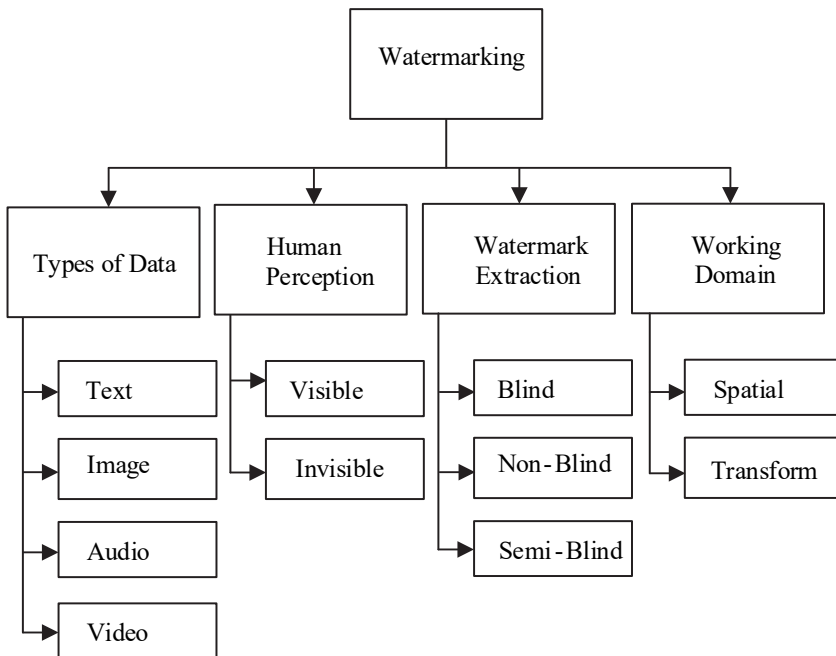 Watermarking
Types of Data
Human
Perception
Watermark
Extraction
Working
Domain
Text
Image
Audio
Video
Visible
Invisible
Blind
Non-Blind
Semi-Blind
Spatial
Transform